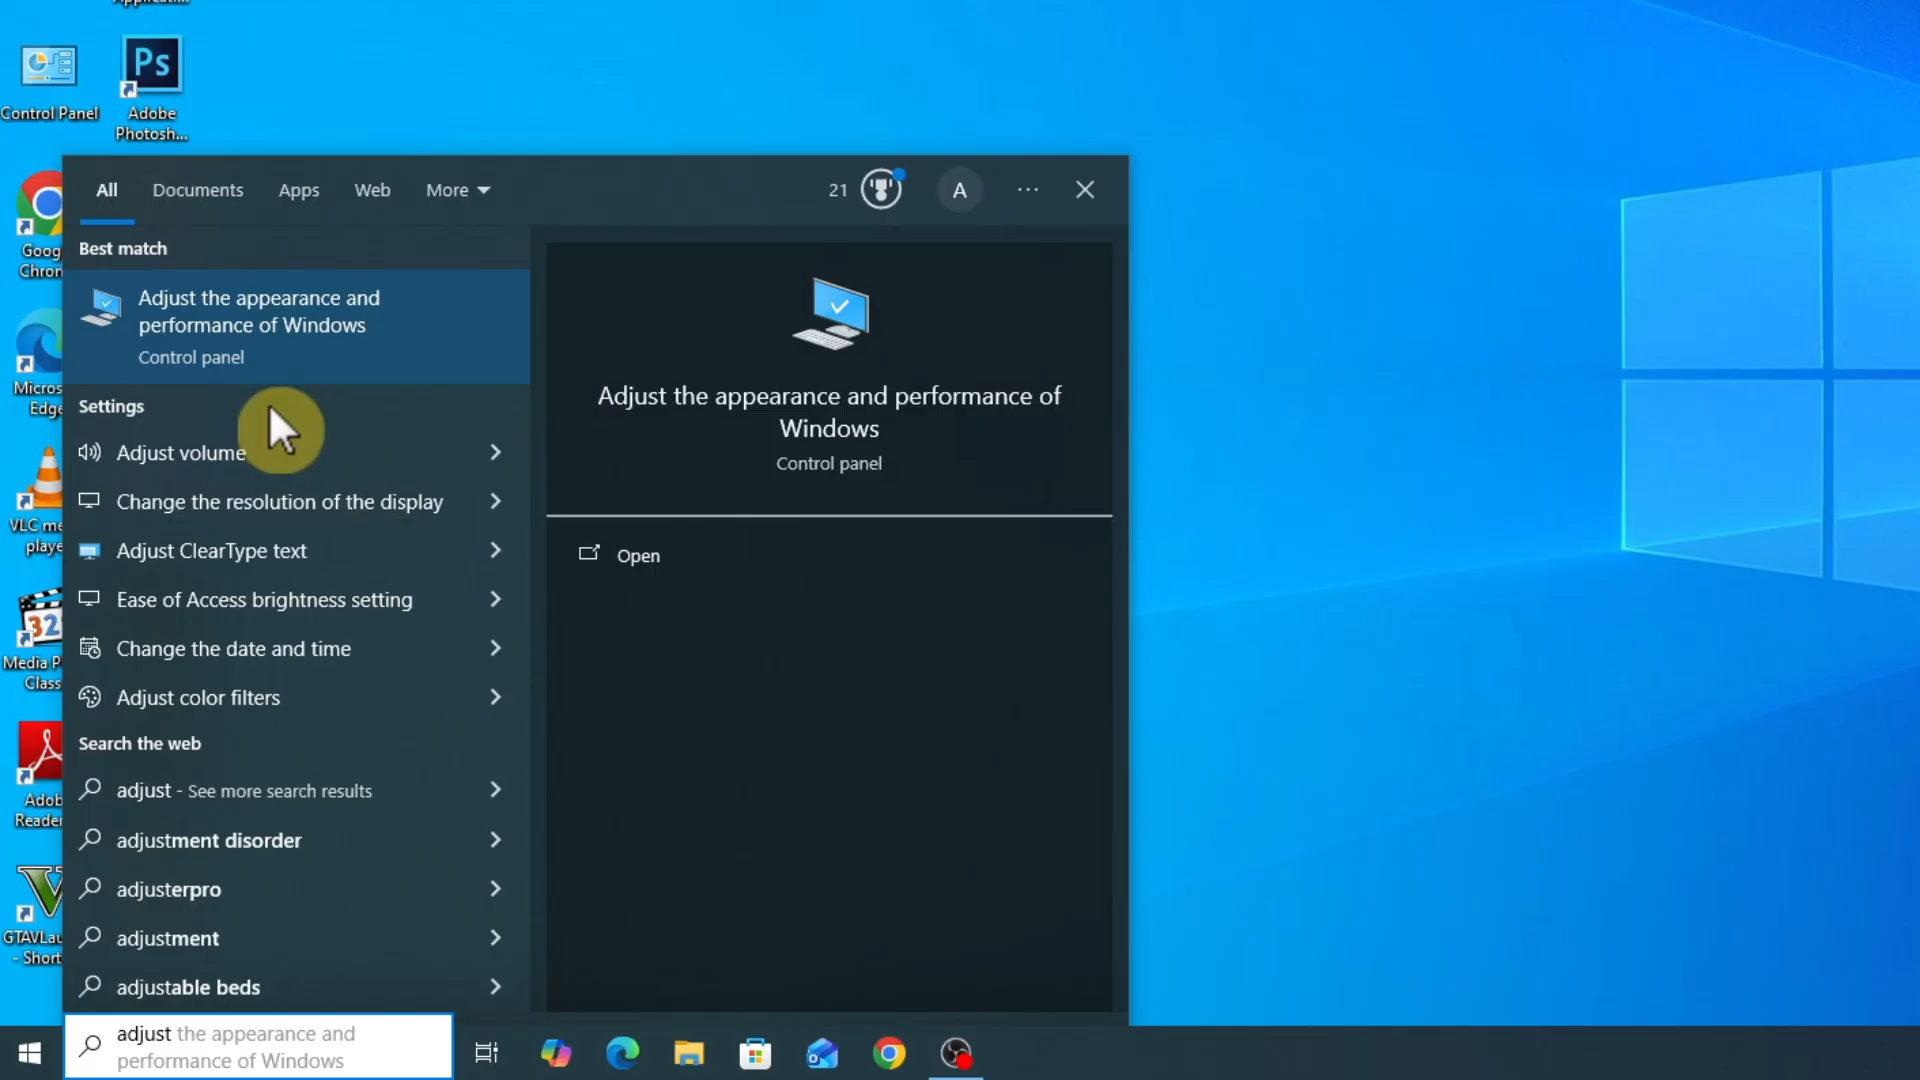 Applicati...
Control Panel
Ps
Adobe
Photosh...
All Documents Apps Web More
21
A
Best match
Adjust the appearance and
performance of Windows
Control panel
Settings
Adjust volume
Change the resolution of the display
Adjust ClearType text
Ease of Access brightness setting
Change the date and time
Adjust color filters
Search the web
adjust - See more search results
adjustment disorder
adjusterpro
adjustment
adjustable beds
adjust the appearance and
performance of Windows
Adjust the appearance and performance of
Windows
Control panel
Open
Goog
Chron
Micros
Edge
VLC me
playe
32
Media P
Class
Adob
Reader
V
GTAVLau
- Short